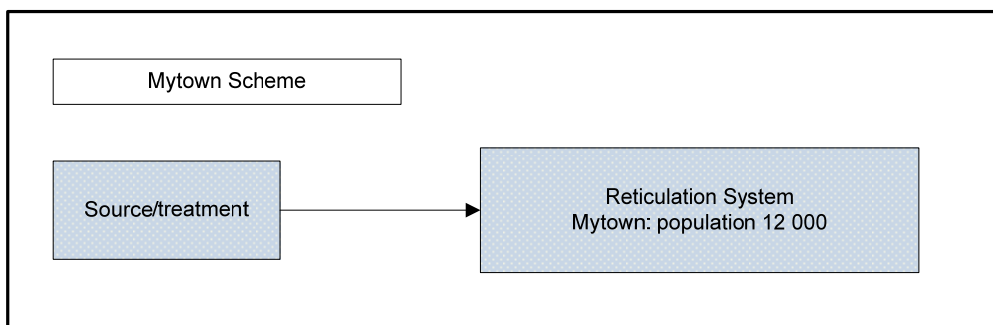 Mytown Scheme
Source/treatment
Reticulation System
Mytown: population 12 000